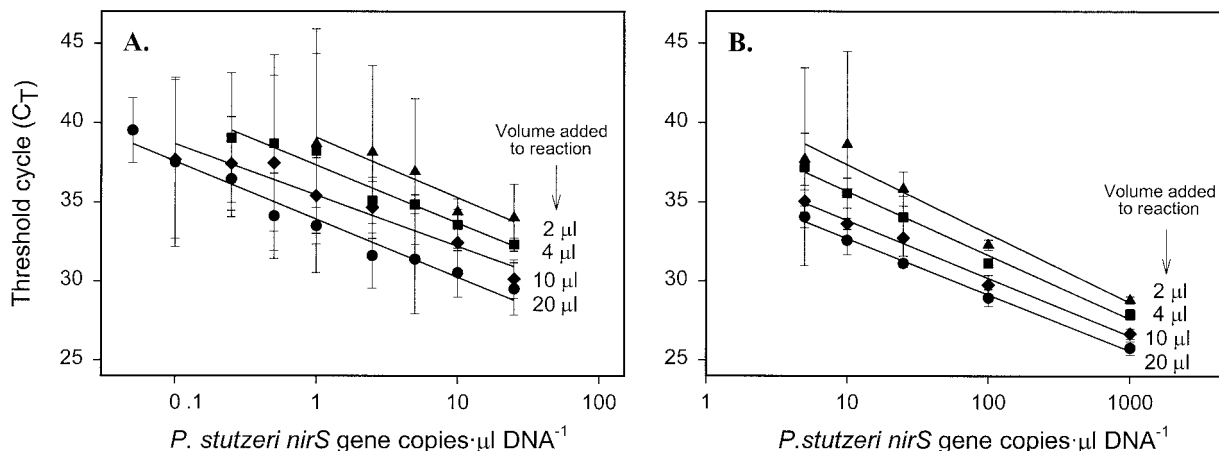 A.
45
40
35
30
25
Threshold cycle (CT)
Volume added
to reaction
2 µl
4 µl
10 µl
20 µl
0.1
1
10
100
P. stutzeri nirS gene copies·µl DNA-1
B.
45
40
35
30
25
Volume added
to reaction
2 µl
4 µl
10 µl
20 µl
1
10
100
1000
P.stutzeri nirS gene copies·µl DNA-1